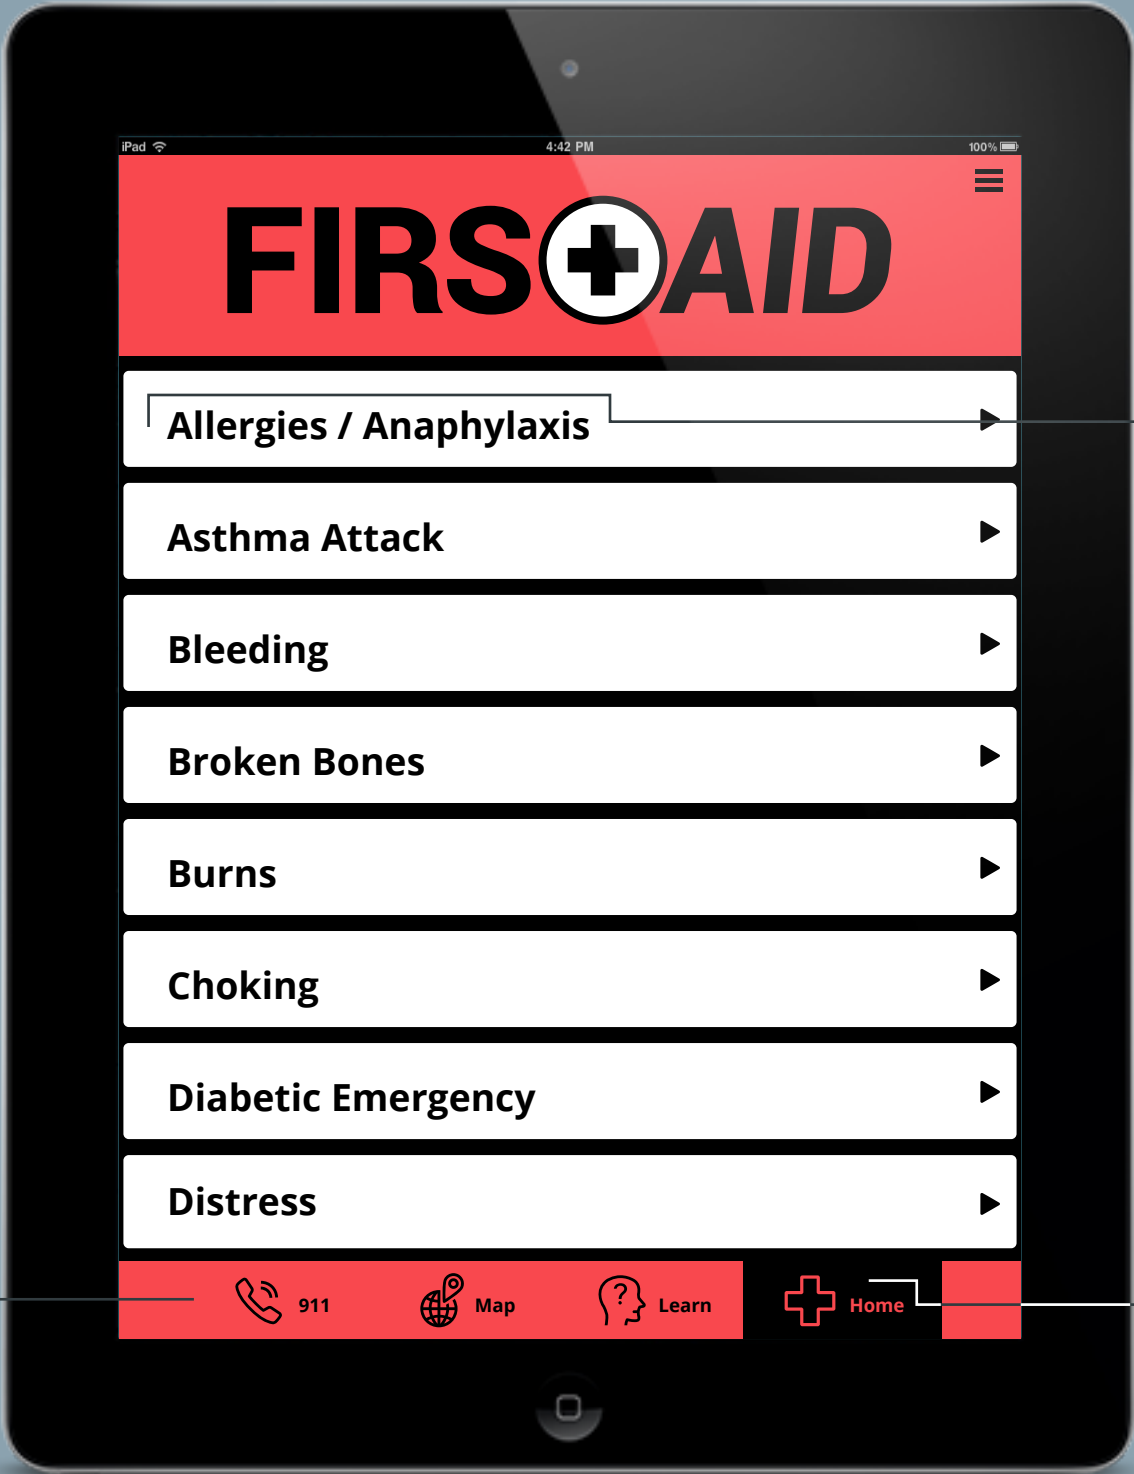 iPad 4:42 PM 100%
FIRS+AID
Allergies / Anaphylaxis
Asthma Attack
Bleeding
Broken Bones
Burns
Choking
Diabetic Emergency
Distress
911 Map Learn Home